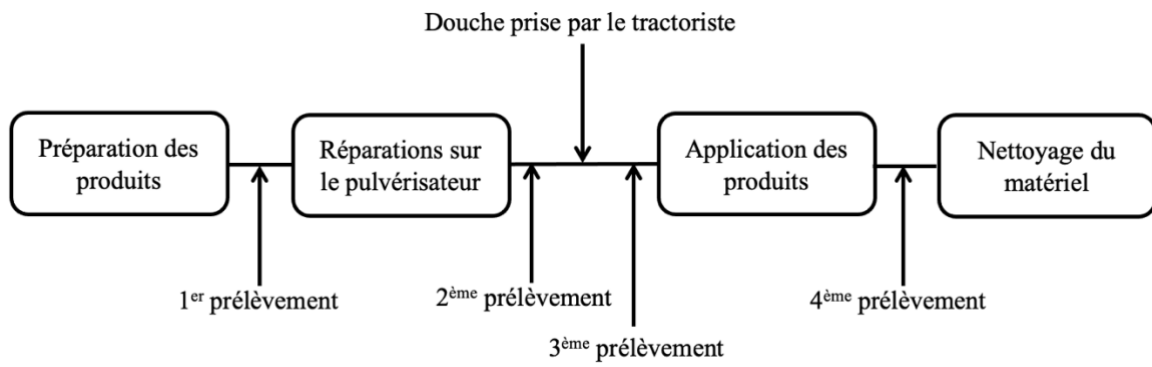 Douche prise par le tractoriste
Préparation des
produits
Réparations sur
le pulvérisateur
Application des
produits
Nettoyage du
matériel
1er prélèvement
2ème prélèvement
3ème prélèvement
4ème prélèvement